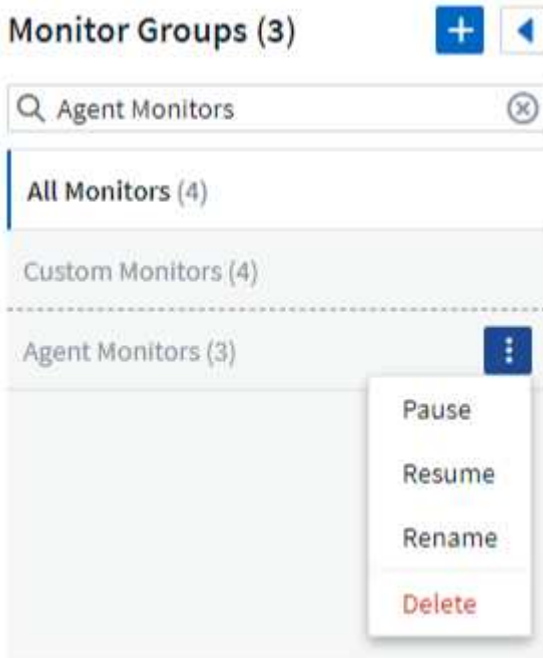 Monitor Groups (3)
Agent Monitors
All Monitors (4)
Custom Monitors (4)
Agent Monitors (3)
Pause
Resume
Rename
Delete